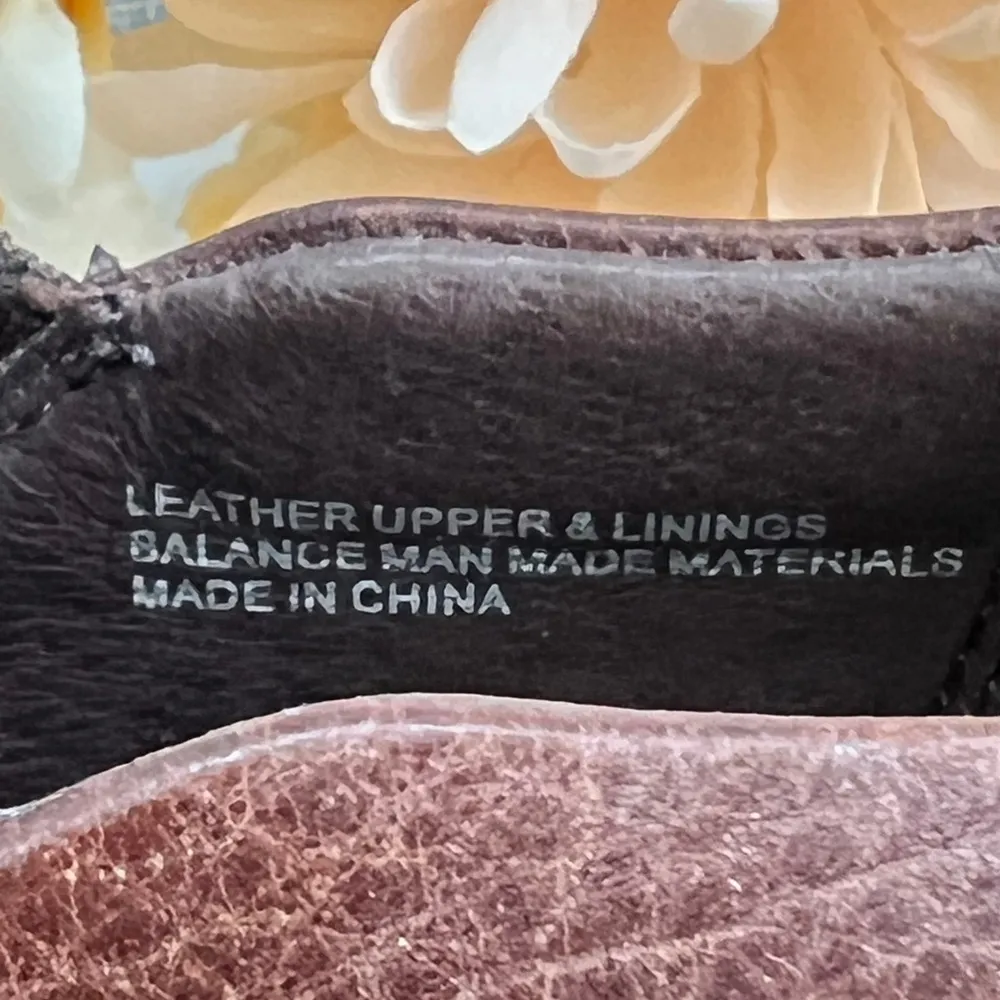 LEATHER UPPER & LININGS
BALANCE MAN MADE MATERIALS
MADE IN CHINA